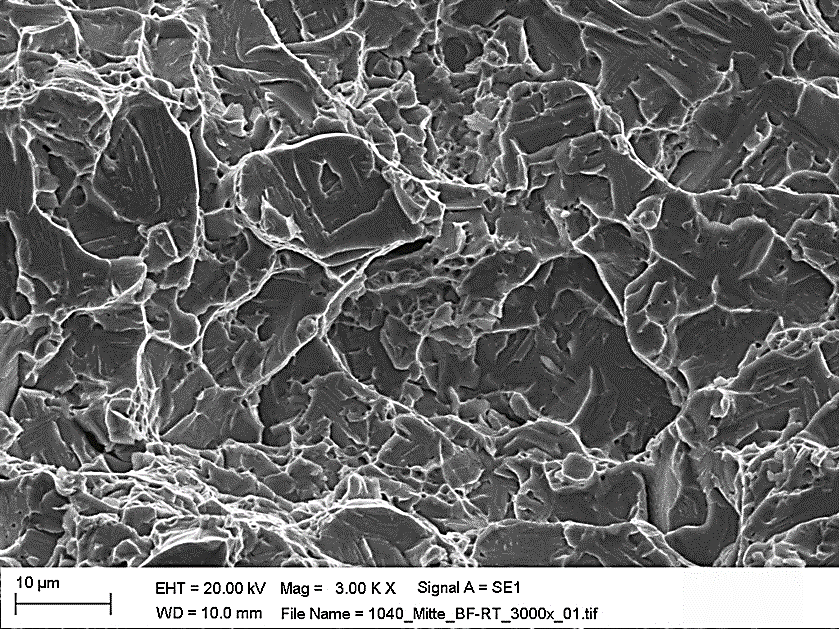 10 µm
EHT = 20.00 kV Mag = 3.00 K X Signal A = SE1
WD = 10.0 mm File Name = 1040_Mitte_BF-RT_3000x_01.tif